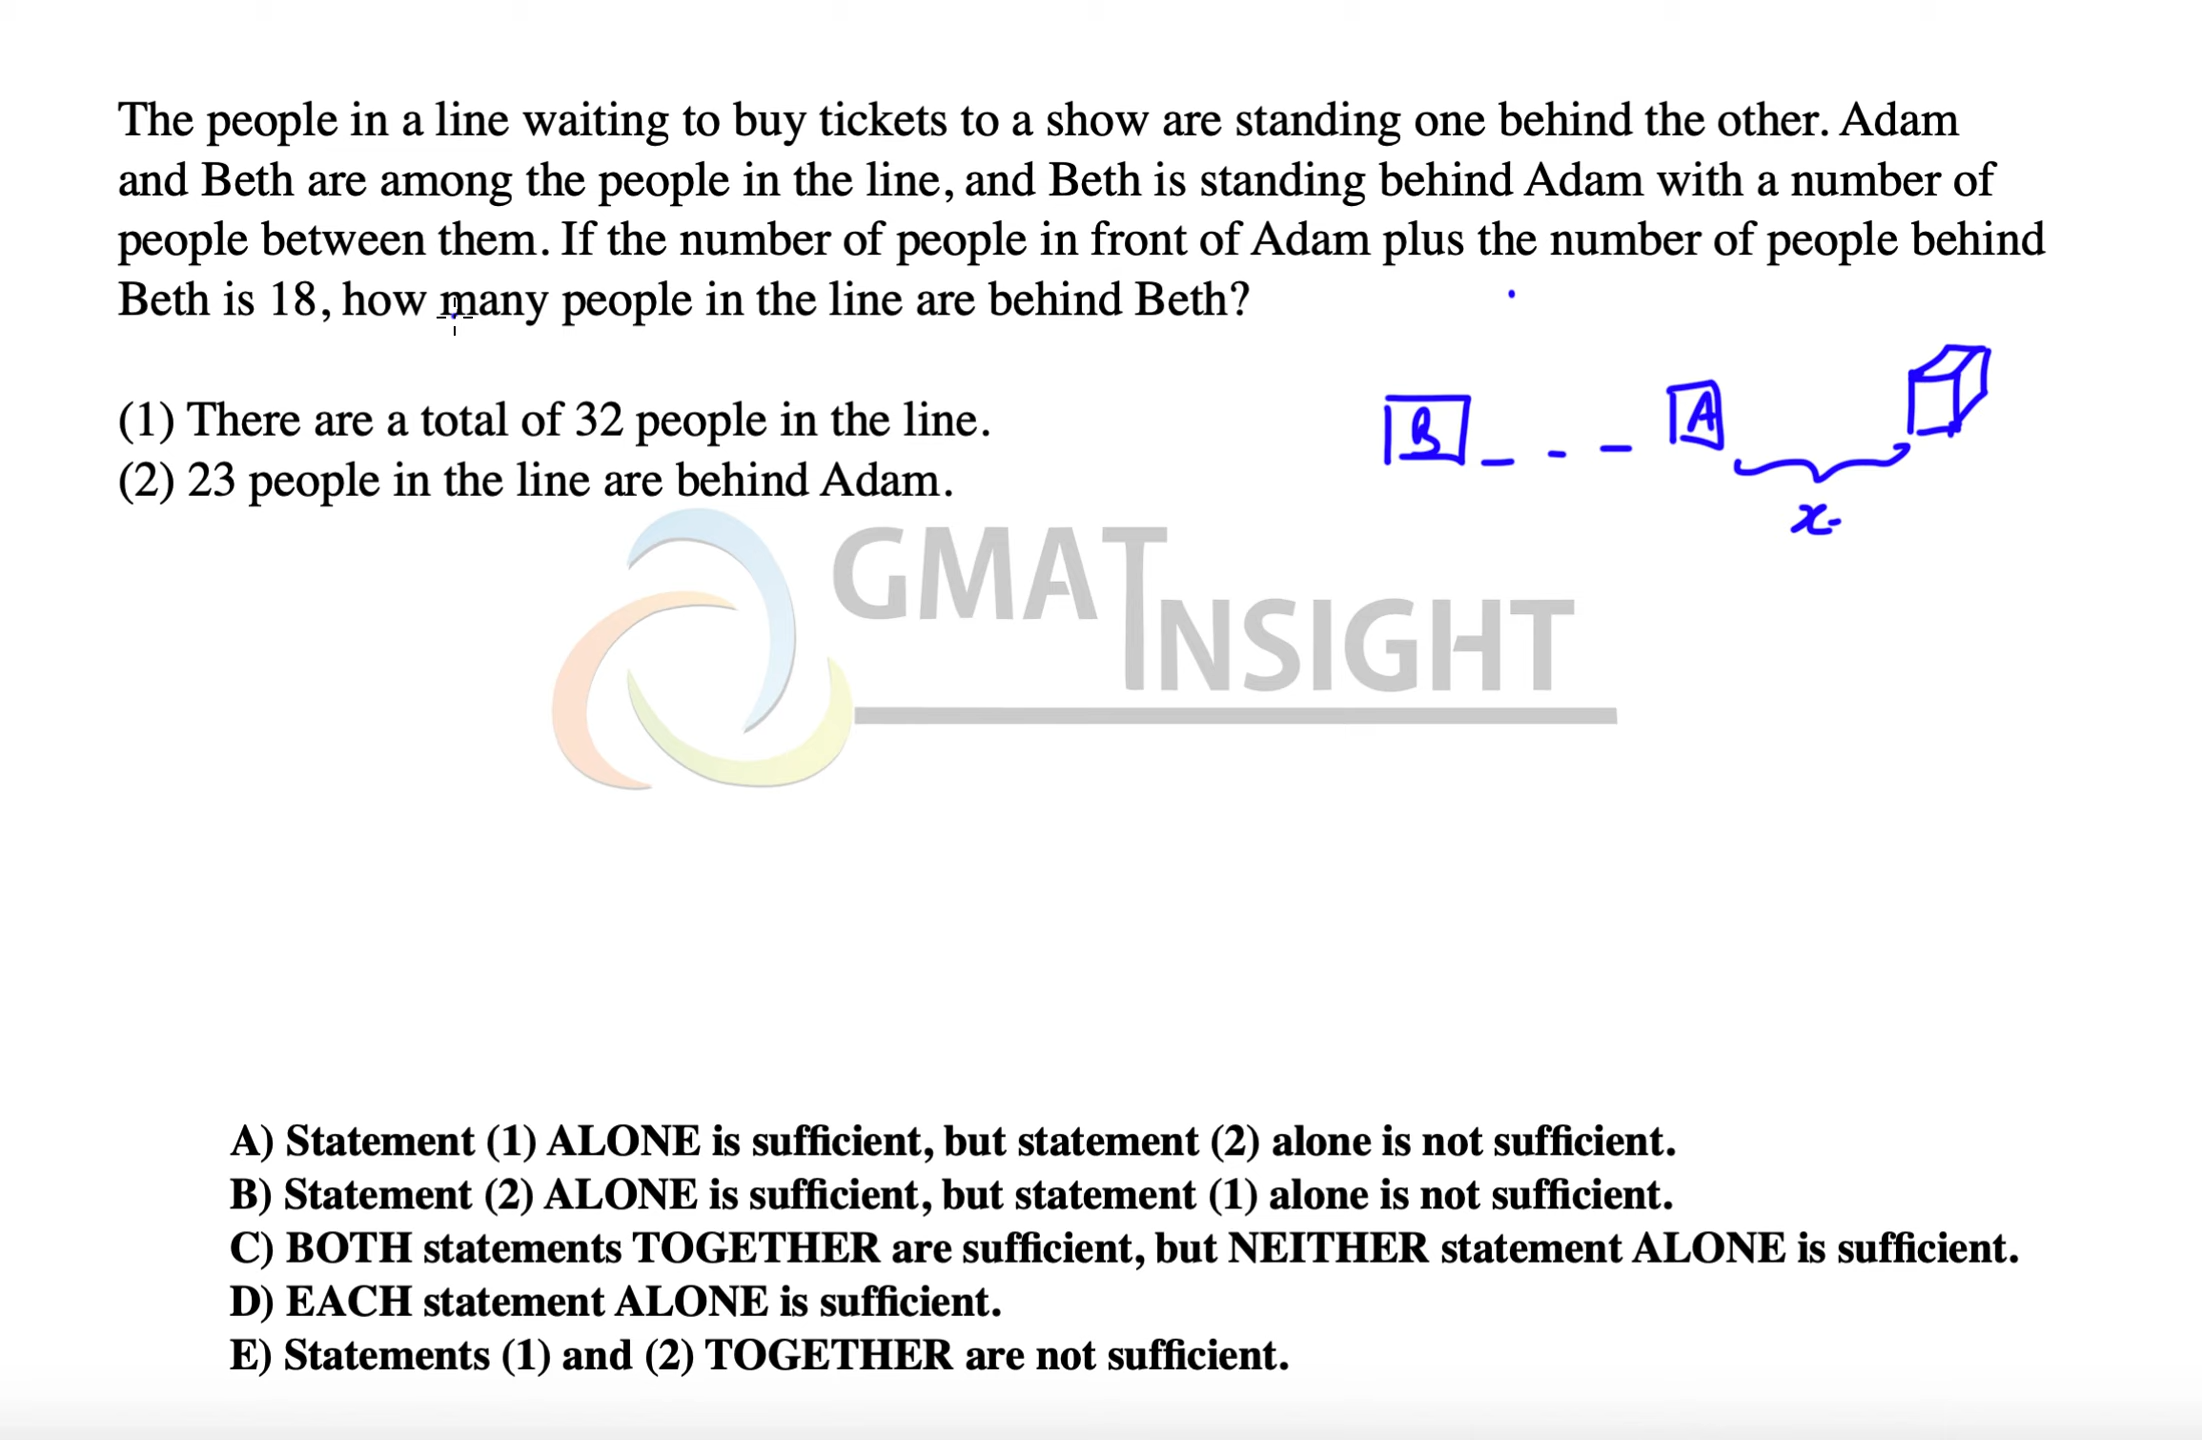 The people in a line waiting to buy tickets to a show are standing one behind the other. Adam
and Beth are among the people in the line, and Beth is standing behind Adam with a number of
people between them. If the number of people in front of Adam plus the number of people behind
Beth is 18, how many people in the line are behind Beth?
(1) There are a total of 32 people in the line.
(2) 23 people in the line are behind Adam.
B _ - - A
x
GMAT INSIGHT
A) Statement (1) ALONE is sufficient, but statement (2) alone is not sufficient.
B) Statement (2) ALONE is sufficient, but statement (1) alone is not sufficient.
C) BOTH statements TOGETHER are sufficient, but NEITHER statement ALONE is sufficient.
D) EACH statement ALONE is sufficient.
E) Statements (1) and (2) TOGETHER are not sufficient.